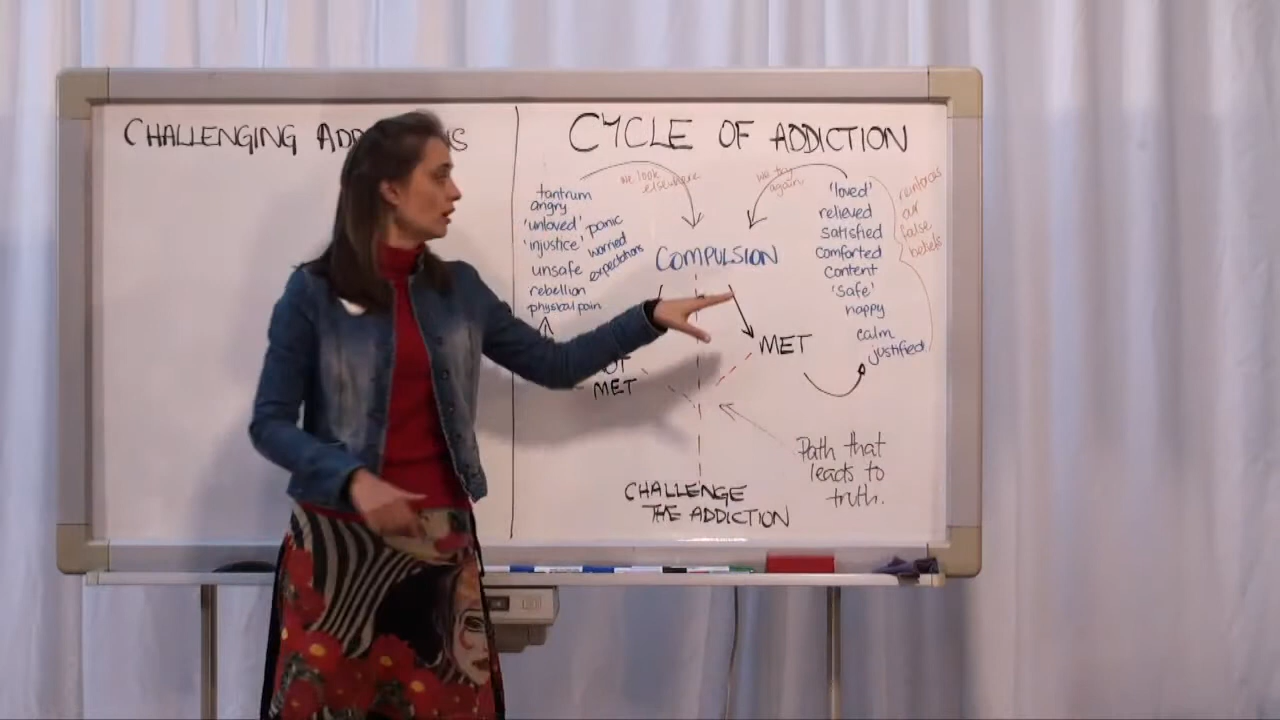 CHALLENGING ADD NS
CYCLE OF ADDICTION
we look
elsewhere
we try
again
tantrum
angry
'unloved' panic
'injustice' worried
unsafe expectations
rebellion
physical pain
COMPULSION
'loved'
relieved
satisfied
comforted
content
'safe'
happy
calm
justified
reinforces
our
false
beliefs
MET
MET
Path that
leads to
truth.
CHALLENGE
THE ADDICTION